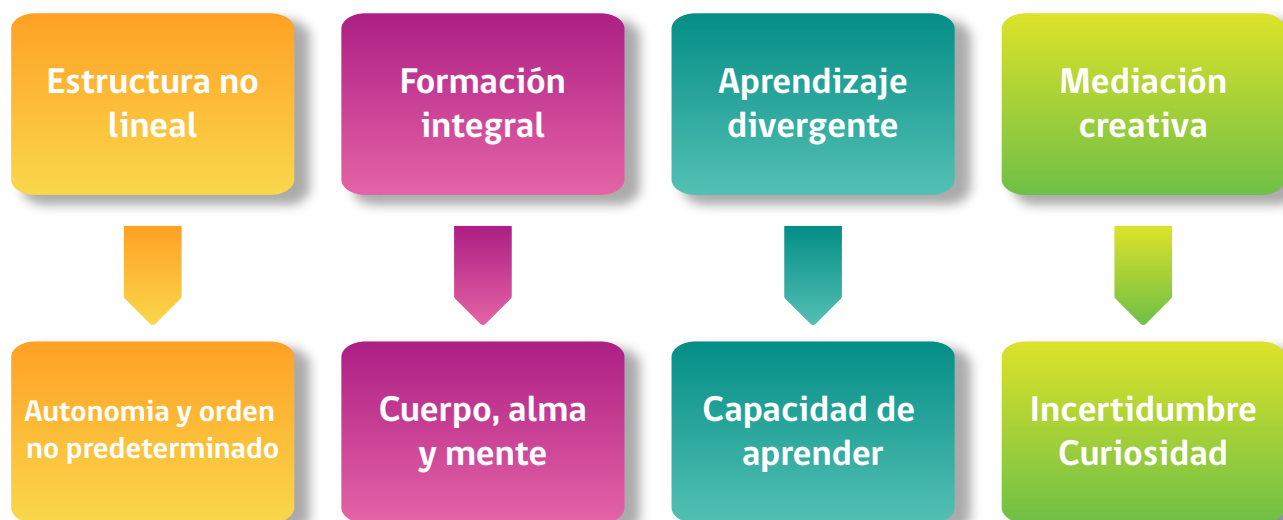 Estructura no
lineal
Formación
integral
Aprendizaje
divergente
Mediación
creativa
Autonomia y orden
no predeterminado
Cuerpo, alma
y mente
Capacidad de
aprender
Incertidumbre
Curiosidad